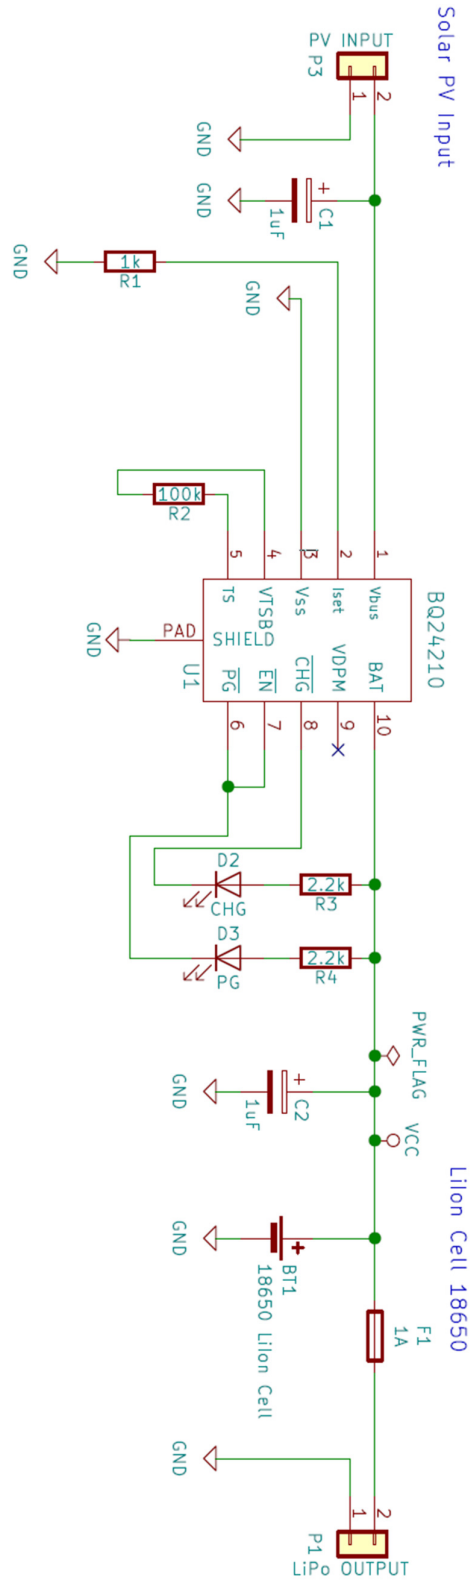 Solar PV Input
PV INPUT
P3
1
2
GND
GND
C1
1uF
GND
1k
R1
GND
100k
R2
5
4
3
2
1
TS
VTSB
Vss
Iset
Vbus
BQ24210
GND
PAD
SHIELD
U1
PG
EN
CHG
VDPM
BAT
6
7
8
9
10
D2
CHG
2.2k
R3
D3
PG
2.2k
R4
PWR_FLAG
GND
C2
1uF
VCC
LiIon Cell 18650
GND
BT1
18650 LiIon Cell
F1
1A
GND
1
2
P1
LiPo OUTPUT